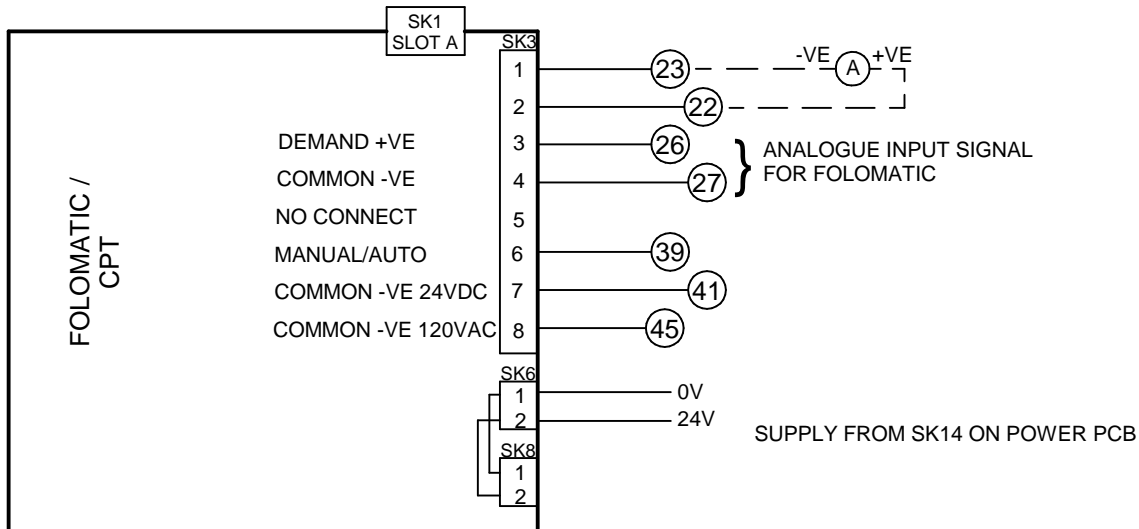 SK1
SLOT A
SK3
1 23 -VE A +VE
2 22
DEMAND +VE 3 26
COMMON -VE 4 27
} ANALOGUE INPUT SIGNAL
FOR FOLOMATIC
NO CONNECT 5
MANUAL/AUTO 6 39
COMMON -VE 24VDC 7 41
COMMON -VE 120VAC 8 45
FOLOMATIC /
CPT
SK6
1 0V
2 24V
SUPPLY FROM SK14 ON POWER PCB
SK8
1
2